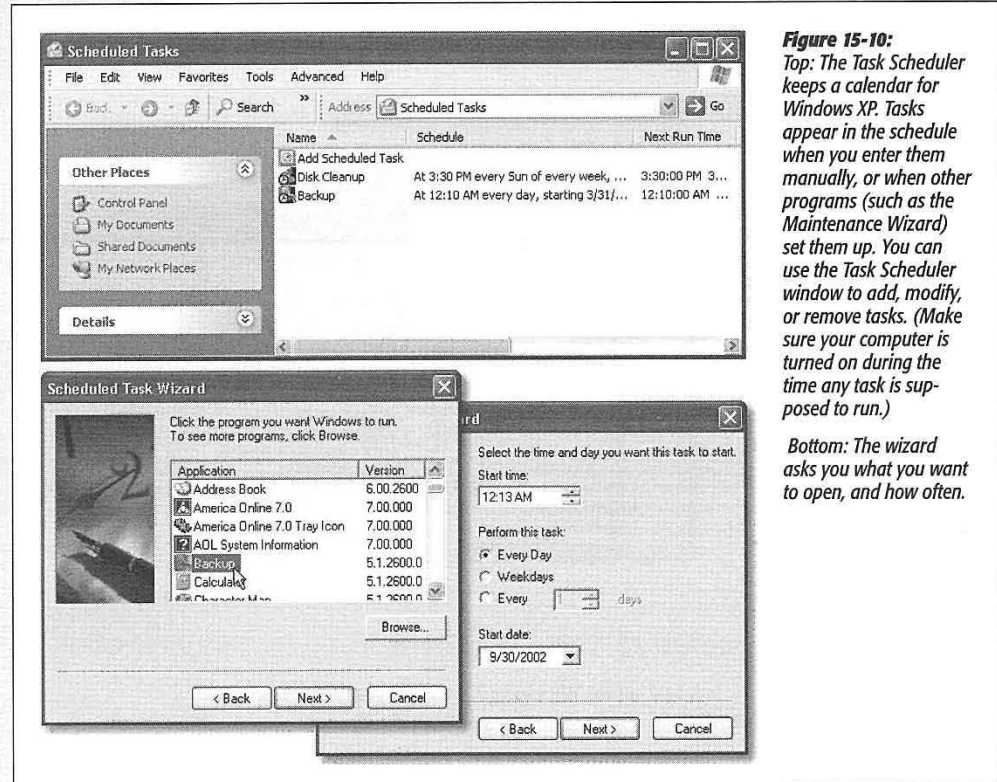 Scheduled Tasks
File Edit View Favorites Tools Advanced Help
Search » Address Scheduled Tasks Go
Name Schedule Next Run Time
Add Scheduled Task
Disk Cleanup At 3:30 PM every Sun of every week, ... 3:30:00 PM 3...
Backup At 12:10 AM every day, starting 3/31/... 12:10:00 AM ...
Other Places
Control Panel
My Documents
Shared Documents
My Network Places
Details
Scheduled Task Wizard
Click the program you want Windows to run.
To see more programs, click Browse.
Application Version
Address Book 6.00.2600
America Online 7.0 7.00.000
America Online 7.0 Tray Icon 7.00.000
AOL System Information 7.00.000
Backup 5.1.2600.0
Calculator 5.1.2600.0
Character Map 5.1.2600.0
Browse...
< Back Next > Cancel
rd
Select the time and day you want this task to start.
Start time:
12:13 AM
Perform this task:
Every Day
Weekdays
Every 1 days
Start date:
9/30/2002
< Back Next > Cancel
Figure 15-10:
Top: The Task Scheduler
keeps a calendar for
Windows XP. Tasks
appear in the schedule
when you enter them
manually, or when other
programs (such as the
Maintenance Wizard)
set them up. You can
use the Task Scheduler
window to add, modify,
or remove tasks. (Make
sure your computer is
turned on during the
time any task is sup-
posed to run.)
Bottom: The wizard
asks you what you want
to open, and how often.